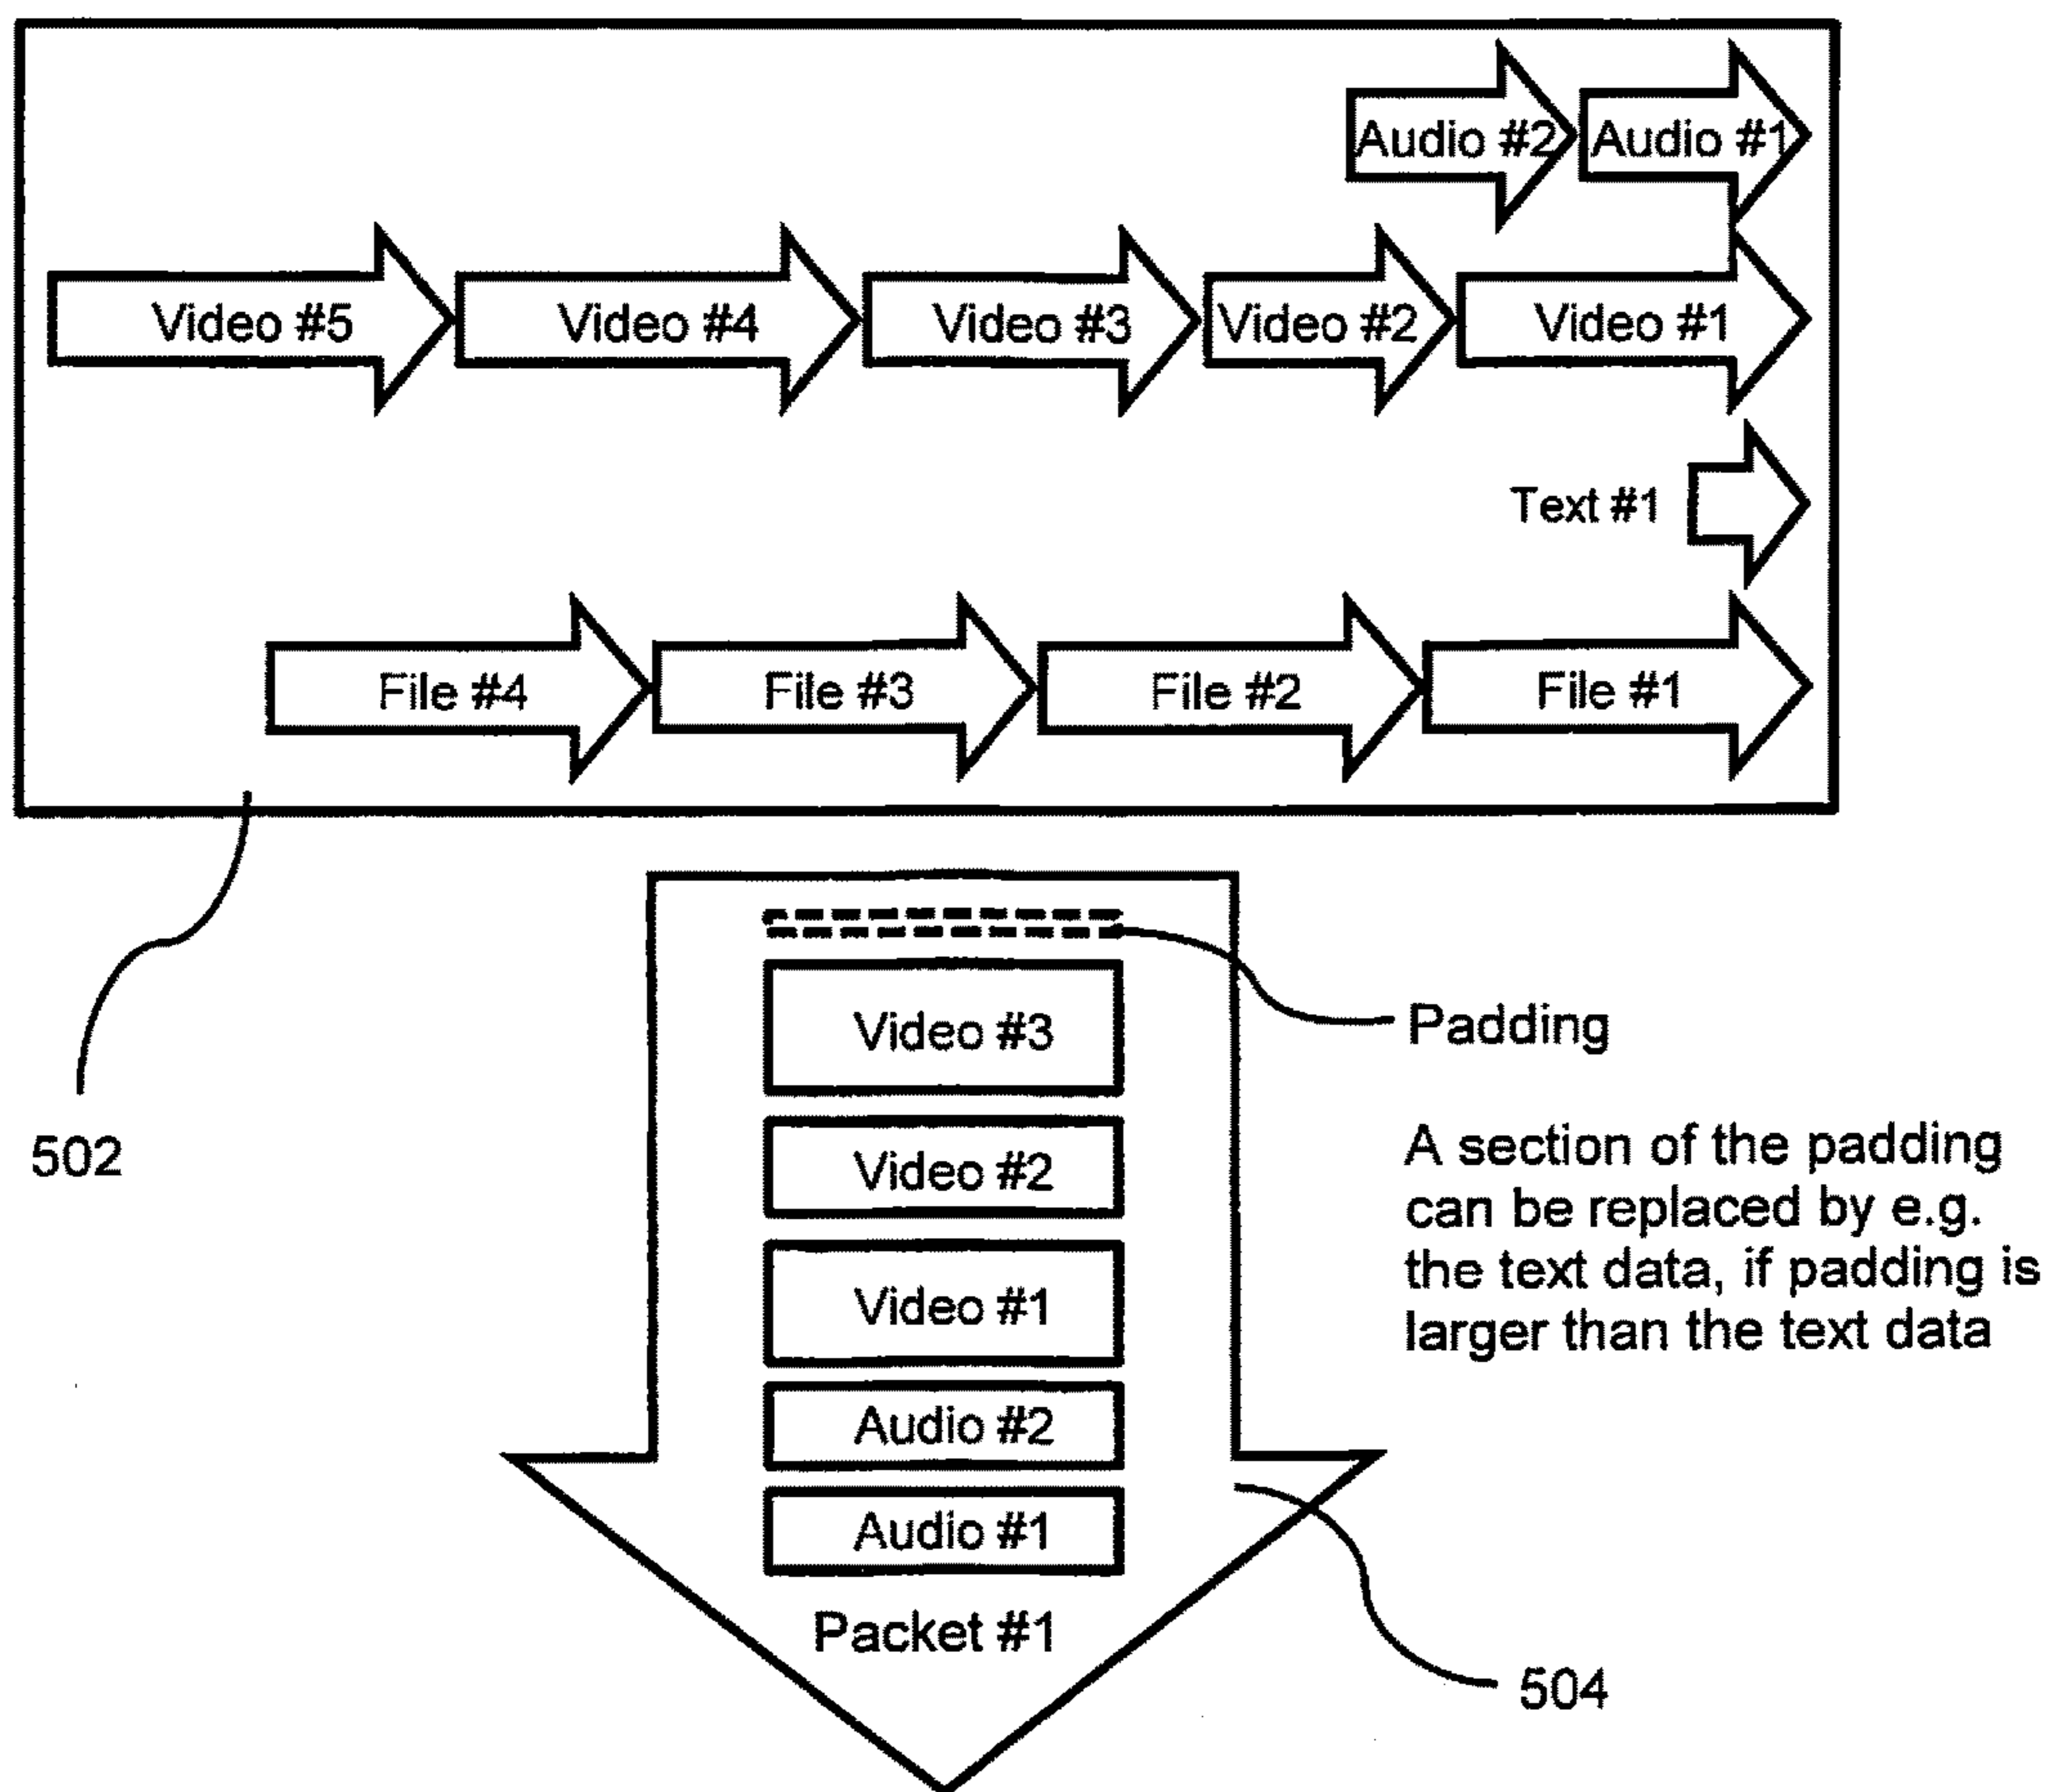 Audio #2
Audio #1
Video #5
Video #4
Video #3
Video #2
Video #1
Text #1
File #4
File #3
File #2
File #1
502
Padding
Video #3
Video #2
Video #1
Audio #2
Audio #1
Packet #1
A section of the padding
can be replaced by e.g.
the text data, if padding is
larger than the text data
504